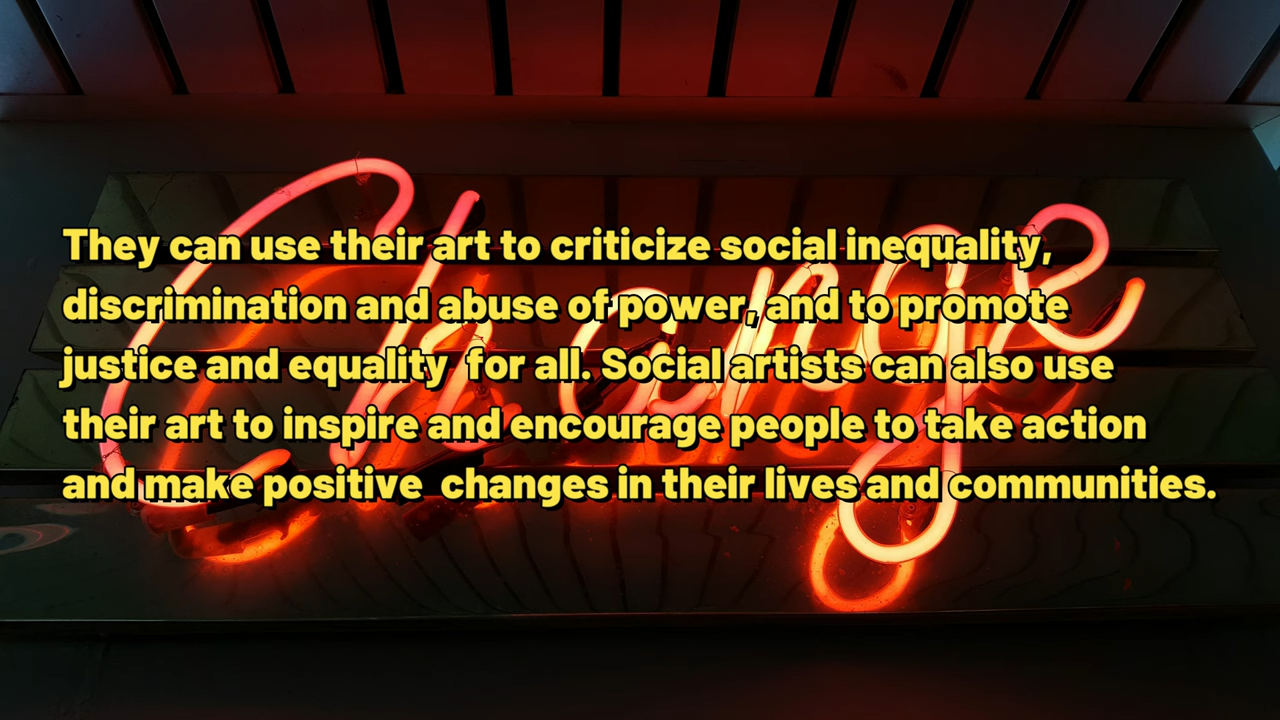 Change
They can use their art to criticize social inequality,
discrimination and abuse of power, and to promote
justice and equality  for all. Social artists can also use
their art to inspire and encourage people to take action
and make positive  changes in their lives and communities.